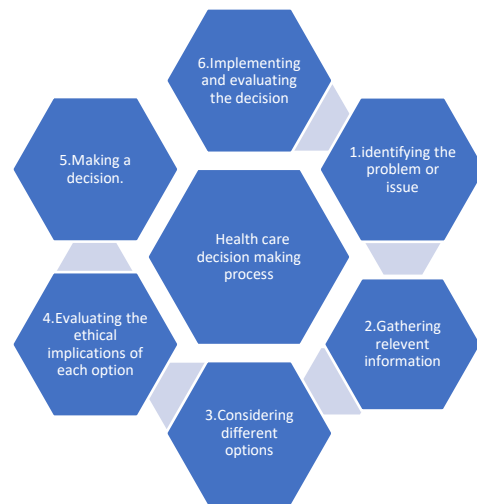 6.Implementing
and evaluating
the decision
1.identifying the
problem or
issue
2.Gathering
relevent
information
3.Considering
different
options
4.Evaluating the
ethical
implications of
each option
5.Making a
decision.
Health care
decision making
process